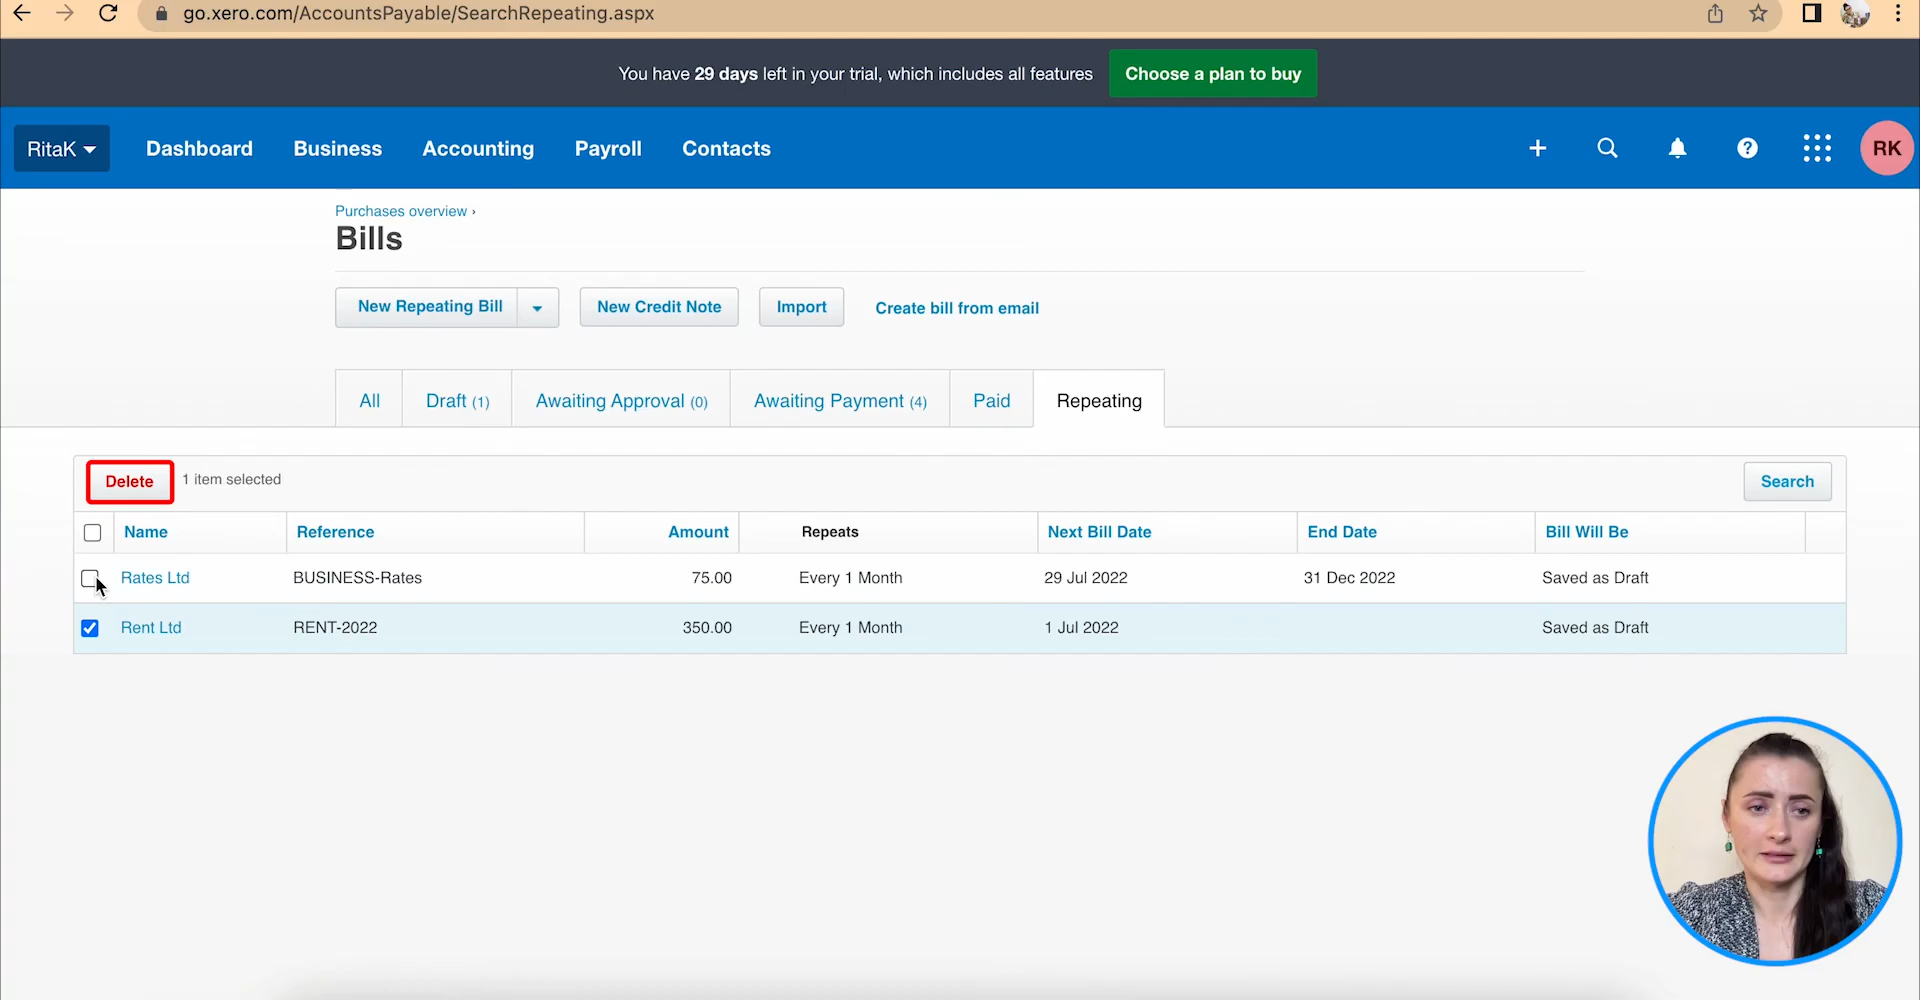 go.xero.com/AccountsPayable/SearchRepeating.aspx
You have 29 days left in your trial, which includes all features
Choose a plan to buy
RitaK
Dashboard
Business
Accounting
Payroll
Contacts
RK
Purchases overview ›
Bills
New Repeating Bill
New Credit Note
Import
Create bill from email
All
Draft (1)
Awaiting Approval (0)
Awaiting Payment (4)
Paid
Repeating
Delete
1 item selected
Search
Name Reference Amount Repeats Next Bill Date End Date Bill Will Be
Rates Ltd BUSINESS-Rates 75.00 Every 1 Month 29 Jul 2022 31 Dec 2022 Saved as Draft
Rent Ltd RENT-2022 350.00 Every 1 Month 1 Jul 2022 Saved as Draft